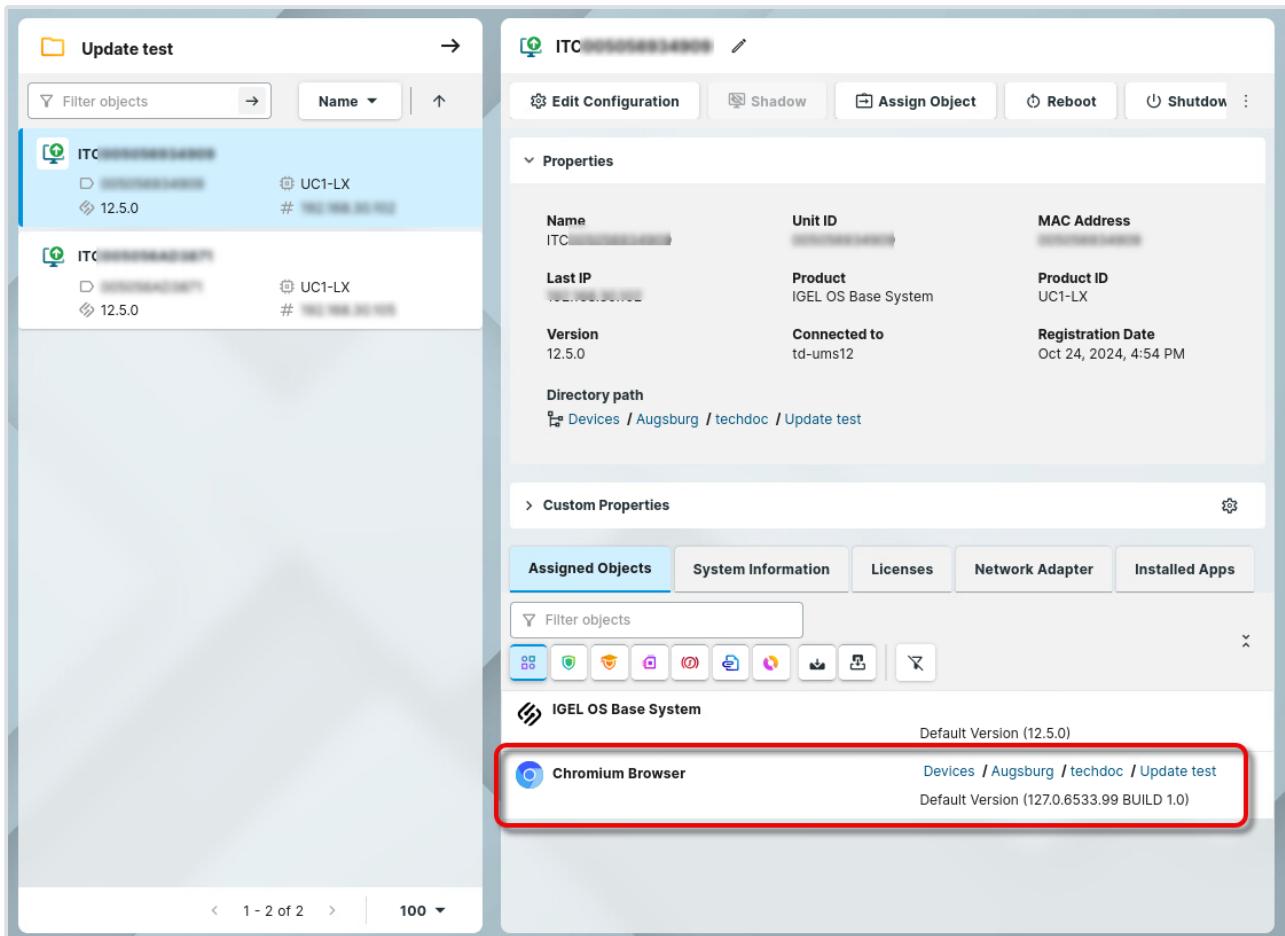 Update test
Filter objects
Name
ITC
UC1-LX
12.5.0
#
ITC
UC1-LX
12.5.0
#
1 - 2 of 2
100
ITC
Edit Configuration
Shadow
Assign Object
Reboot
Shutdow
Properties
Name
ITC
Unit ID
MAC Address
Last IP
Product
IGEL OS Base System
Product ID
UC1-LX
Version
12.5.0
Connected to
td-ums12
Registration Date
Oct 24, 2024, 4:54 PM
Directory path
Devices / Augsburg / techdoc / Update test
Custom Properties
Assigned Objects
System Information
Licenses
Network Adapter
Installed Apps
Filter objects
IGEL OS Base System
Default Version (12.5.0)
Chromium Browser
Devices / Augsburg / techdoc / Update test
Default Version (127.0.6533.99 BUILD 1.0)